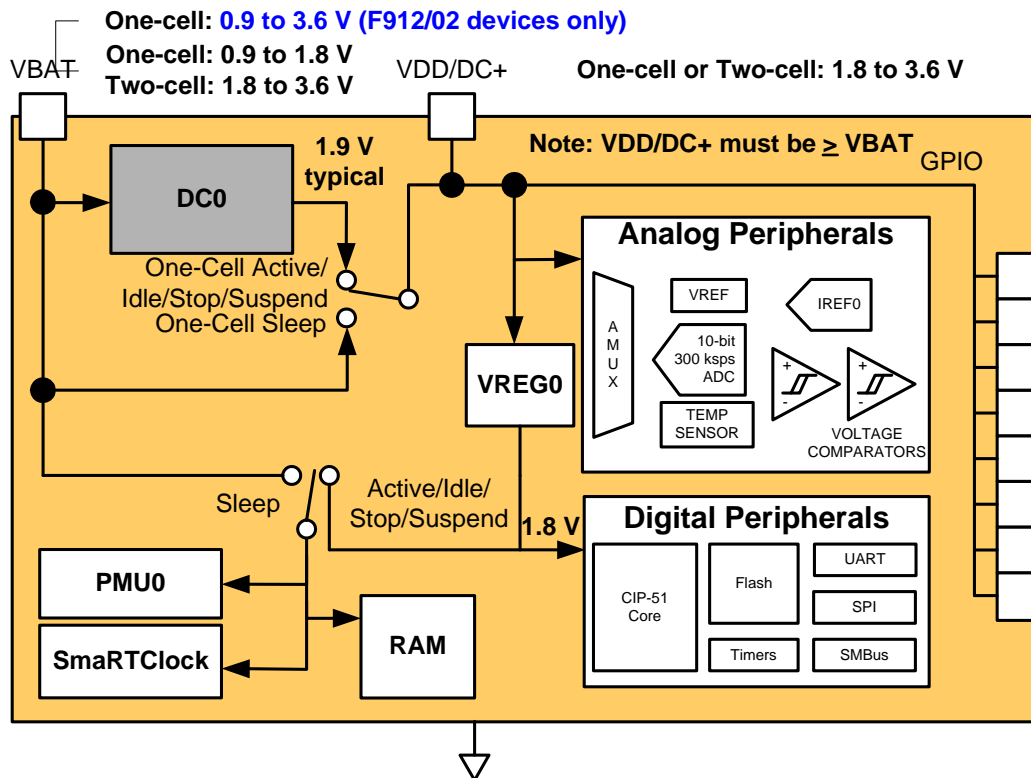 One-cell: 0.9 to 3.6 V (F912/02 devices only)
One-cell: 0.9 to 1.8 V
Two-cell: 1.8 to 3.6 V
VBAT
VDD/DC+
One-cell or Two-cell: 1.8 to 3.6 V
1.9 V
typical
Note: VDD/DC+ must be ≥ VBAT
GPIO
DC0
One-Cell Active/
Idle/Stop/Suspend
One-Cell Sleep
Analog Peripherals
AMUX
VREF
IREF0
10-bit
300 ksps
ADC
TEMP
SENSOR
+
-
+
-
VOLTAGE
COMPARATORS
VREG0
Sleep
Active/Idle/
Stop/Suspend
1.8 V
Digital Peripherals
CIP-51
Core
Flash
Timers
UART
SPI
SMBus
PMU0
SmaRTClock
RAM